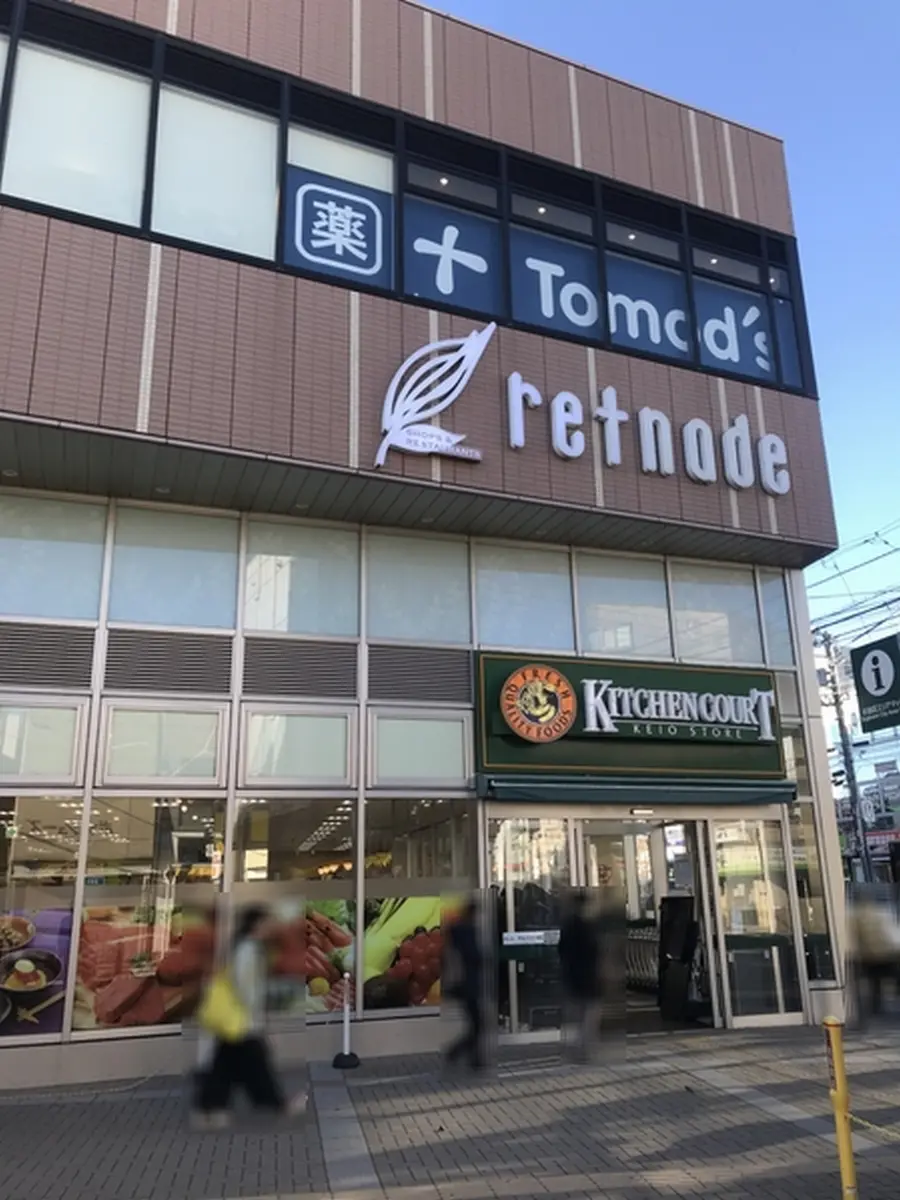 薬
Tomod's
SHOPS &
RESTAURANTS
retnode
FRESH
QUALITY FOODS
KITCHEN COURT
KEIO STORE
i